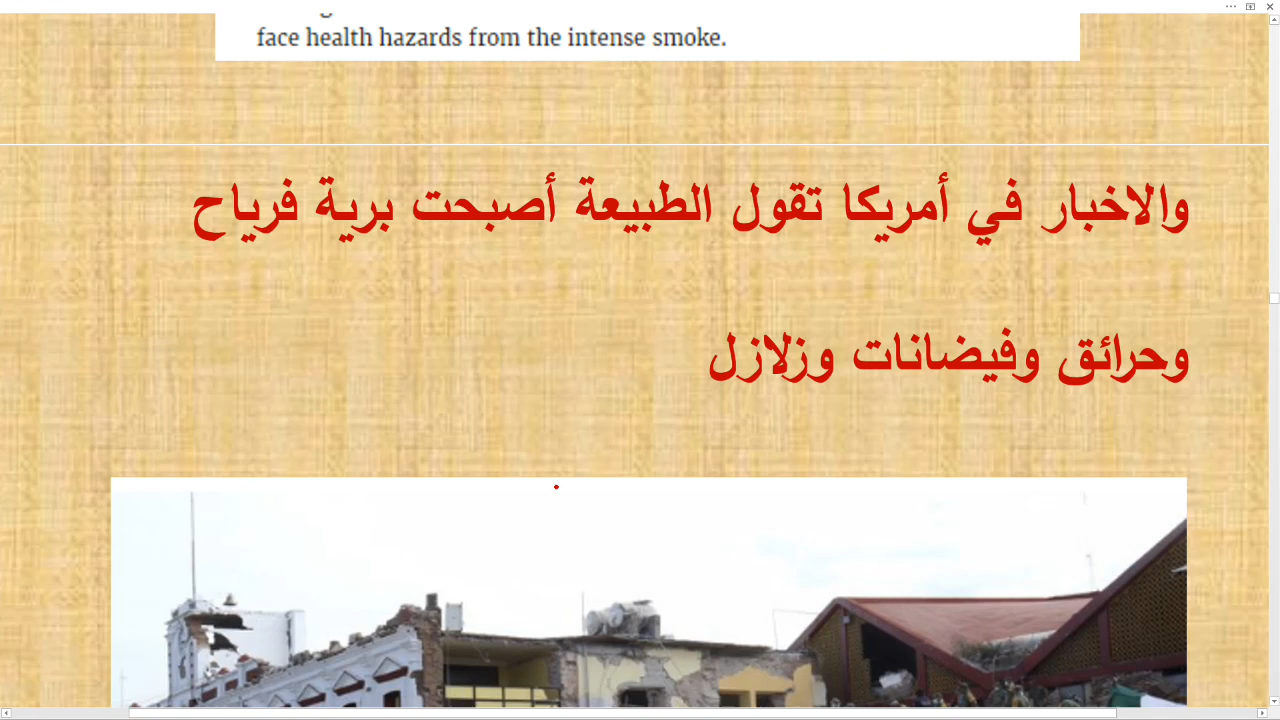 face health hazards from the intense smoke.
والاخبار في أمريكا تقول الطبيعة أصبحت برية فرياح
وحرائق وفيضانات وزلازل